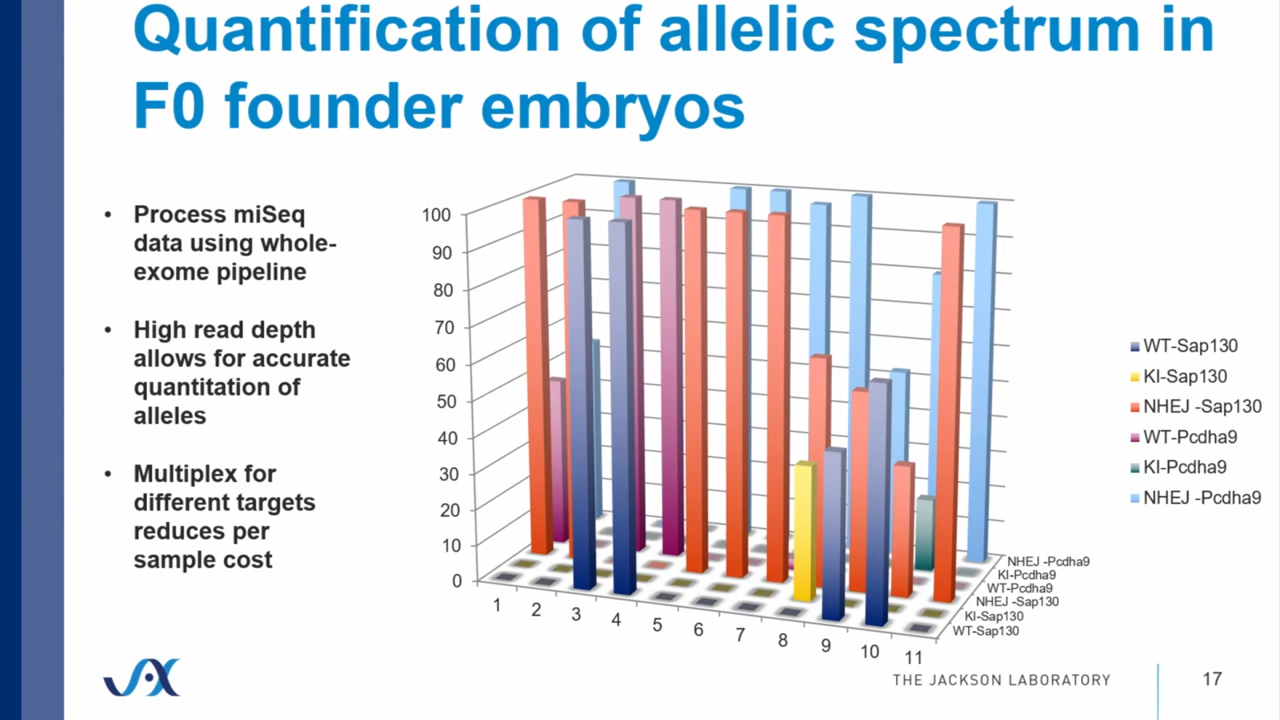 Quantification of allelic spectrum in
F0 founder embryos
• Process miSeq
data using whole-
exome pipeline
• High read depth
allows for accurate
quantitation of
alleles
• Multiplex for
different targets
reduces per
sample cost
100
90
80
70
60
50
40
30
20
10
0
1
2
3
4
5
6
7
8
9
10
11
NHEJ -Pcdha9
KI-Pcdha9
WT-Pcdha9
NHEJ -Sap130
KI-Sap130
WT-Sap130
WT-Sap130
KI-Sap130
NHEJ -Sap130
WT-Pcdha9
KI-Pcdha9
NHEJ -Pcdha9
THE JACKSON LABORATORY
17